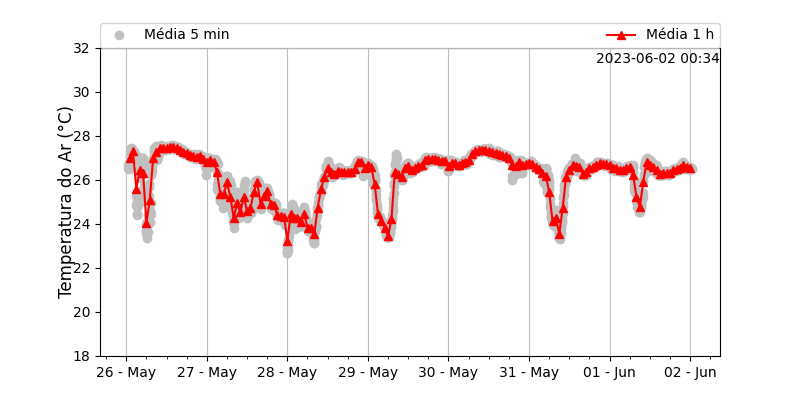 Média 5 min
Média 1 h
2023-06-02 00:34
Temperatura do Ar (°C)
32
30
28
26
24
22
20
18
26 - May
27 - May
28 - May
29 - May
30 - May
31 - May
01 - Jun
02 - Jun